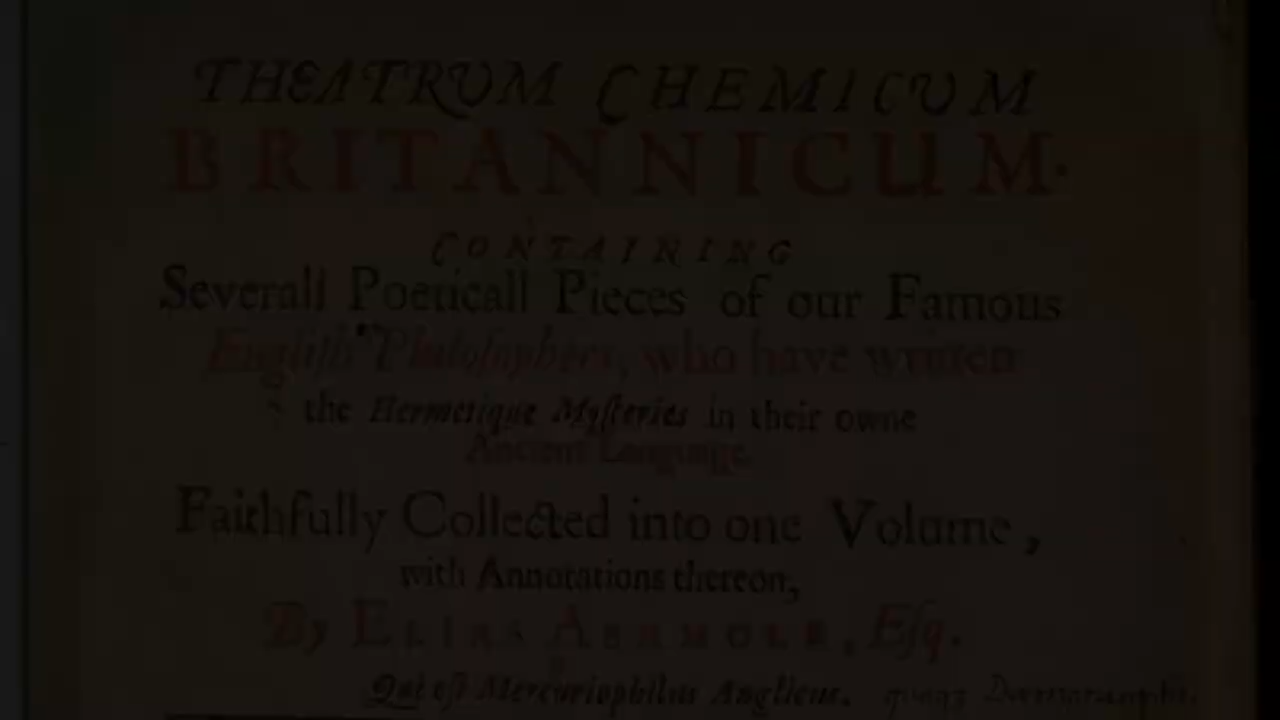 THEATRUM CHEMICUM
BRITANNICUM.
CONTAINING
Severall Poeticall Pieces of our Famous
Engliſh Philoſophers, who have written
the Hermetique Myſteries in their owne
Ancient Language.
Faithfully Collected into one Volume,
with Annotations thereon,
By ELIAS ASHMOLE, Eſq.
Qui eſt Mercuriophilus Anglicus.